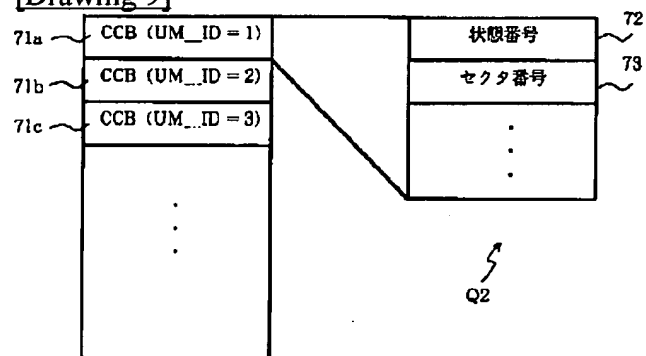 [Drawing 9]
71a CCB (UM_ID = 1)
71b CCB (UM_ID = 2)
71c CCB (UM_ID = 3)
状態番号 72
セクタ番号 73
Q2